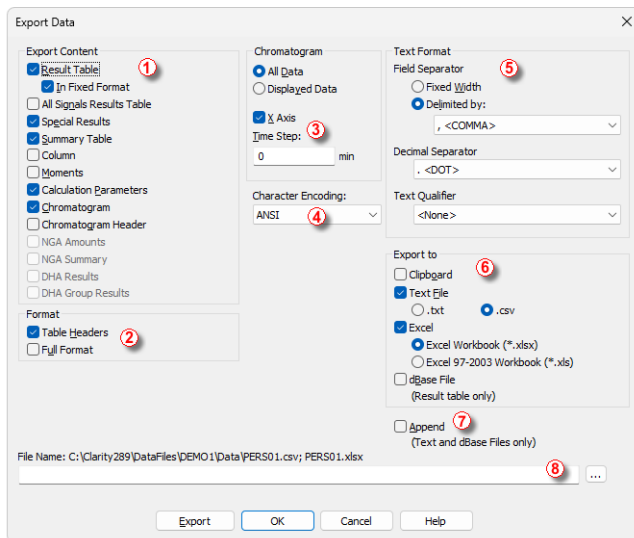 Export Data
Export Content
1
Result Table
In Fixed Format
All Signals Results Table
Special Results
Summary Table
Column
Moments
Calculation Parameters
Chromatogram
Chromatogram Header
NGA Amounts
NGA Summary
DHA Results
DHA Group Results
Format
Table Headers
2
Full Format
Chromatogram
All Data
Displayed Data
X Axis
3
Time Step:
0 min
Character Encoding:
ANSI
4
Text Format
Field Separator
5
Fixed Width
Delimited by:
, <COMMA>
Decimal Separator
. <DOT>
Text Qualifier
<None>
Export to
6
Clipboard
Text File
.txt .csv
Excel
Excel Workbook (*.xlsx)
Excel 97-2003 Workbook (*.xls)
dBase File
(Result table only)
Append
7
(Text and dBase Files only)
File Name: C:\Clarity289\DataFiles\DEMO1\Data\PERS01.csv; PERS01.xlsx
8
...
Export OK Cancel Help